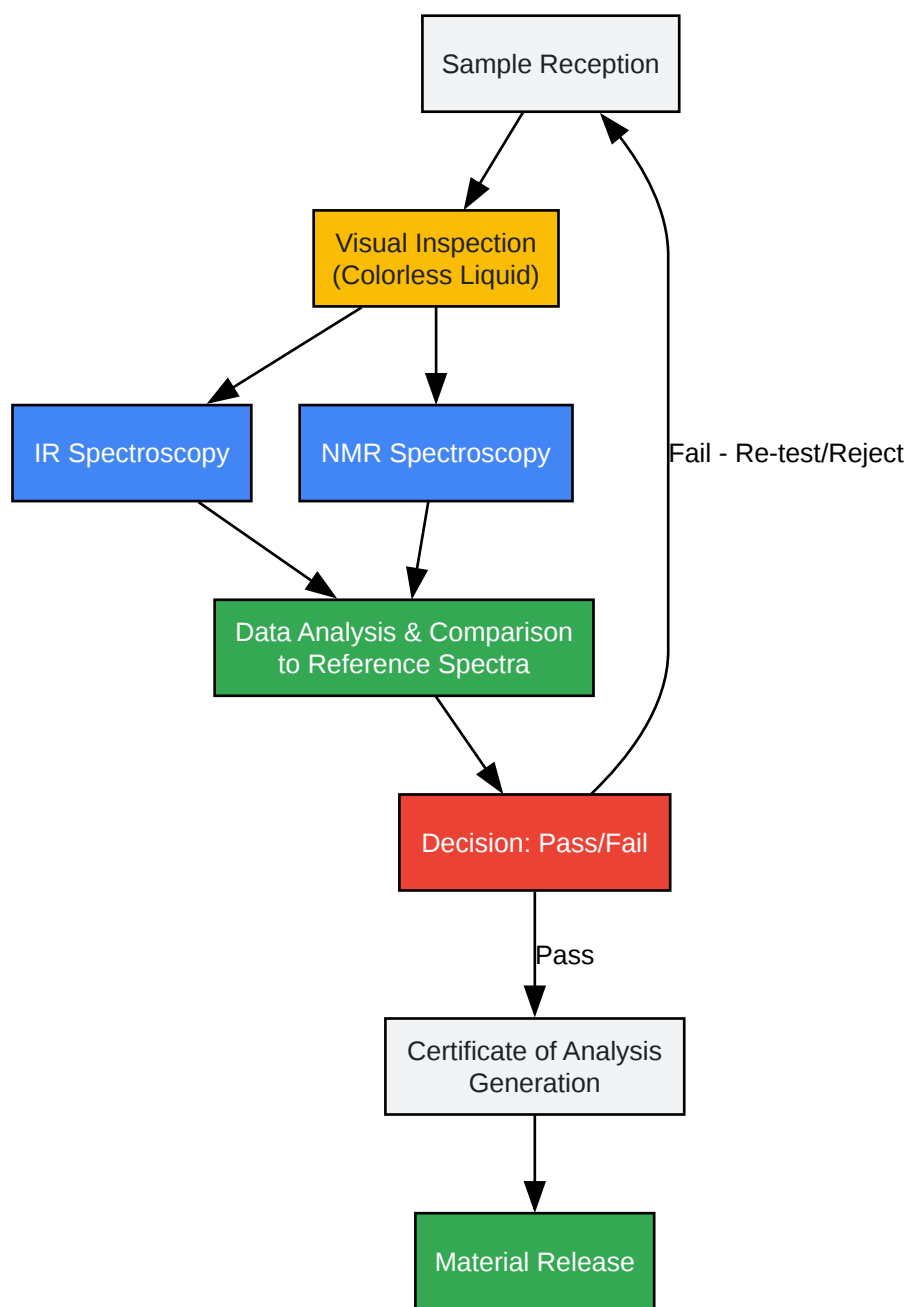 Sample Reception
Visual Inspection
(Colorless Liquid)
IR Spectroscopy
NMR Spectroscopy
Fail - Re-test/Reject
Data Analysis & Comparison
to Reference Spectra
Decision: Pass/Fail
Pass
Certificate of Analysis
Generation
Material Release